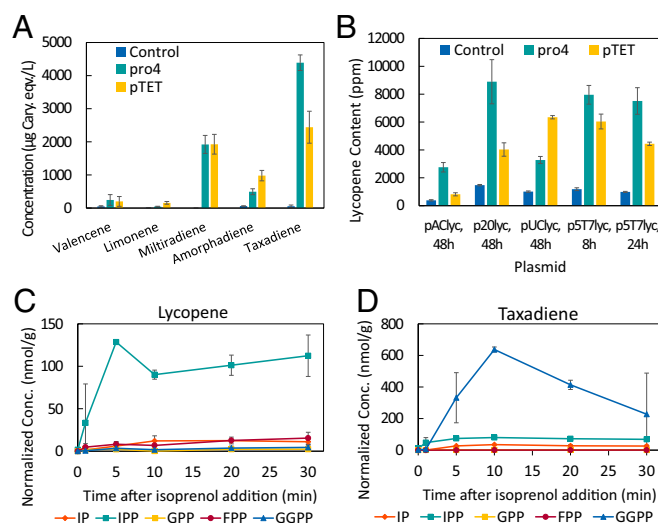 A
Control
pro4
pTET
Concentration (µg Cary. eqv./L)
5000
4000
3000
2000
1000
0
Valencene
Limonene
Miltiradiene
Amorphadiene
Taxadiene
B
Control pro4 pTET
Lycopene Content (ppm)
12000
10000
8000
6000
4000
2000
0
pAClyc, 48h
p20lyc, 48h
pUClyc, 48h
p5T7lyc, 8h
p5T7lyc, 24h
Plasmid
C
Lycopene
Normalized Conc. (nmol/g)
150
100
50
0
0 5 10 15 20 25 30
Time after isoprenol addition (min)
IP IPP GPP FPP GGPP
D
Taxadiene
Normalized Conc. (nmol/g)
800
600
400
200
0
0 5 10 15 20 25 30
Time after isoprenol addition (min)
IP IPP GPP FPP GGPP